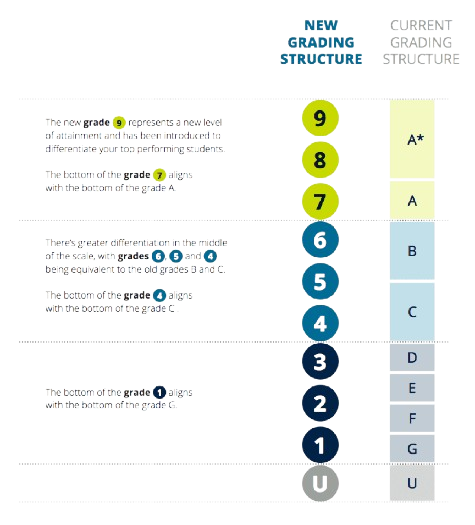 NEW
GRADING
STRUCTURE
CURRENT
GRADING
STRUCTURE
The new grade 9 represents a new level
of attainment and has been introduced to
differentiate your top performing students.
The bottom of the grade 7 aligns
with the bottom of the grade A.
There's greater differentiation in the middle
of the scale, with grades 6, 5 and 4
being equivalent to the old grades B and C.
The bottom of the grade 4 aligns
with the bottom of the grade C.
The bottom of the grade 1 aligns
with the bottom of the grade G.
9
8
7
6
5
4
3
2
1
U
A*
A
B
C
D
E
F
G
U